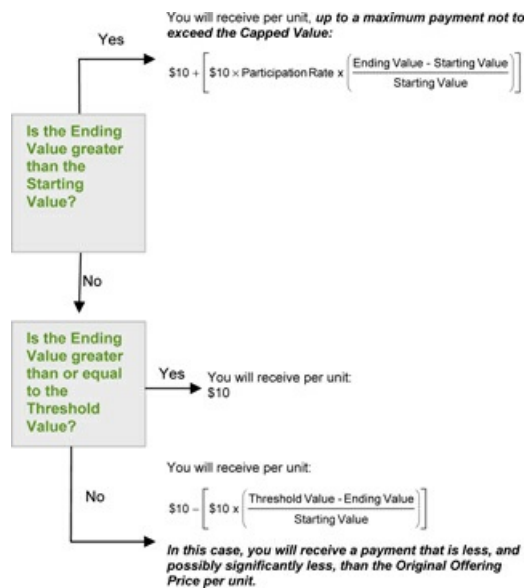 You will receive per unit, up to a maximum payment not to
exceed the Capped Value:
Yes
$10 + [ $10 × Participation Rate x ( Ending Value - Starting Value / Starting Value ) ]
Is the Ending
Value greater
than the
Starting
Value?
No
Is the Ending
Value greater
than or equal
to the
Threshold
Value?
Yes
You will receive per unit:
$10
You will receive per unit:
No
$10 – [ $10 x ( Threshold Value - Ending Value / Starting Value ) ]
In this case, you will receive a payment that is less, and
possibly significantly less, than the Original Offering
Price per unit.